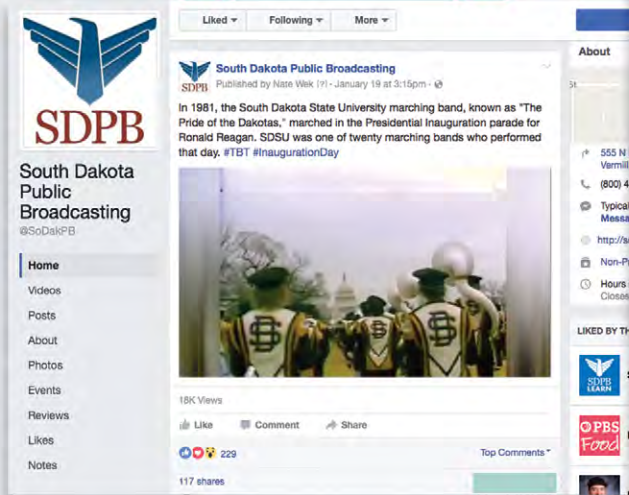 SDPB
South Dakota
Public
Broadcasting
@SoDakPB
Home
Videos
Posts
About
Photos
Events
Reviews
Likes
Notes
Liked
Following
More
SDPB
South Dakota Public Broadcasting
Published by Nate Wek [?] · January 19 at 3:15pm ·
In 1981, the South Dakota State University marching band, known as "The
Pride of the Dakotas," marched in the Presidential Inauguration parade for
Ronald Reagan. SDSU was one of twenty marching bands who performed
that day. #TBT #InaugurationDay
18K Views
Like Comment Share
229
Top Comments
117 shares
About
St
555 N
Vermill
(800) 4
Typical
Messa
http://s
Non-P
Hours
Closes
LIKED BY TH
SDPB
LEARN
PBS
Food